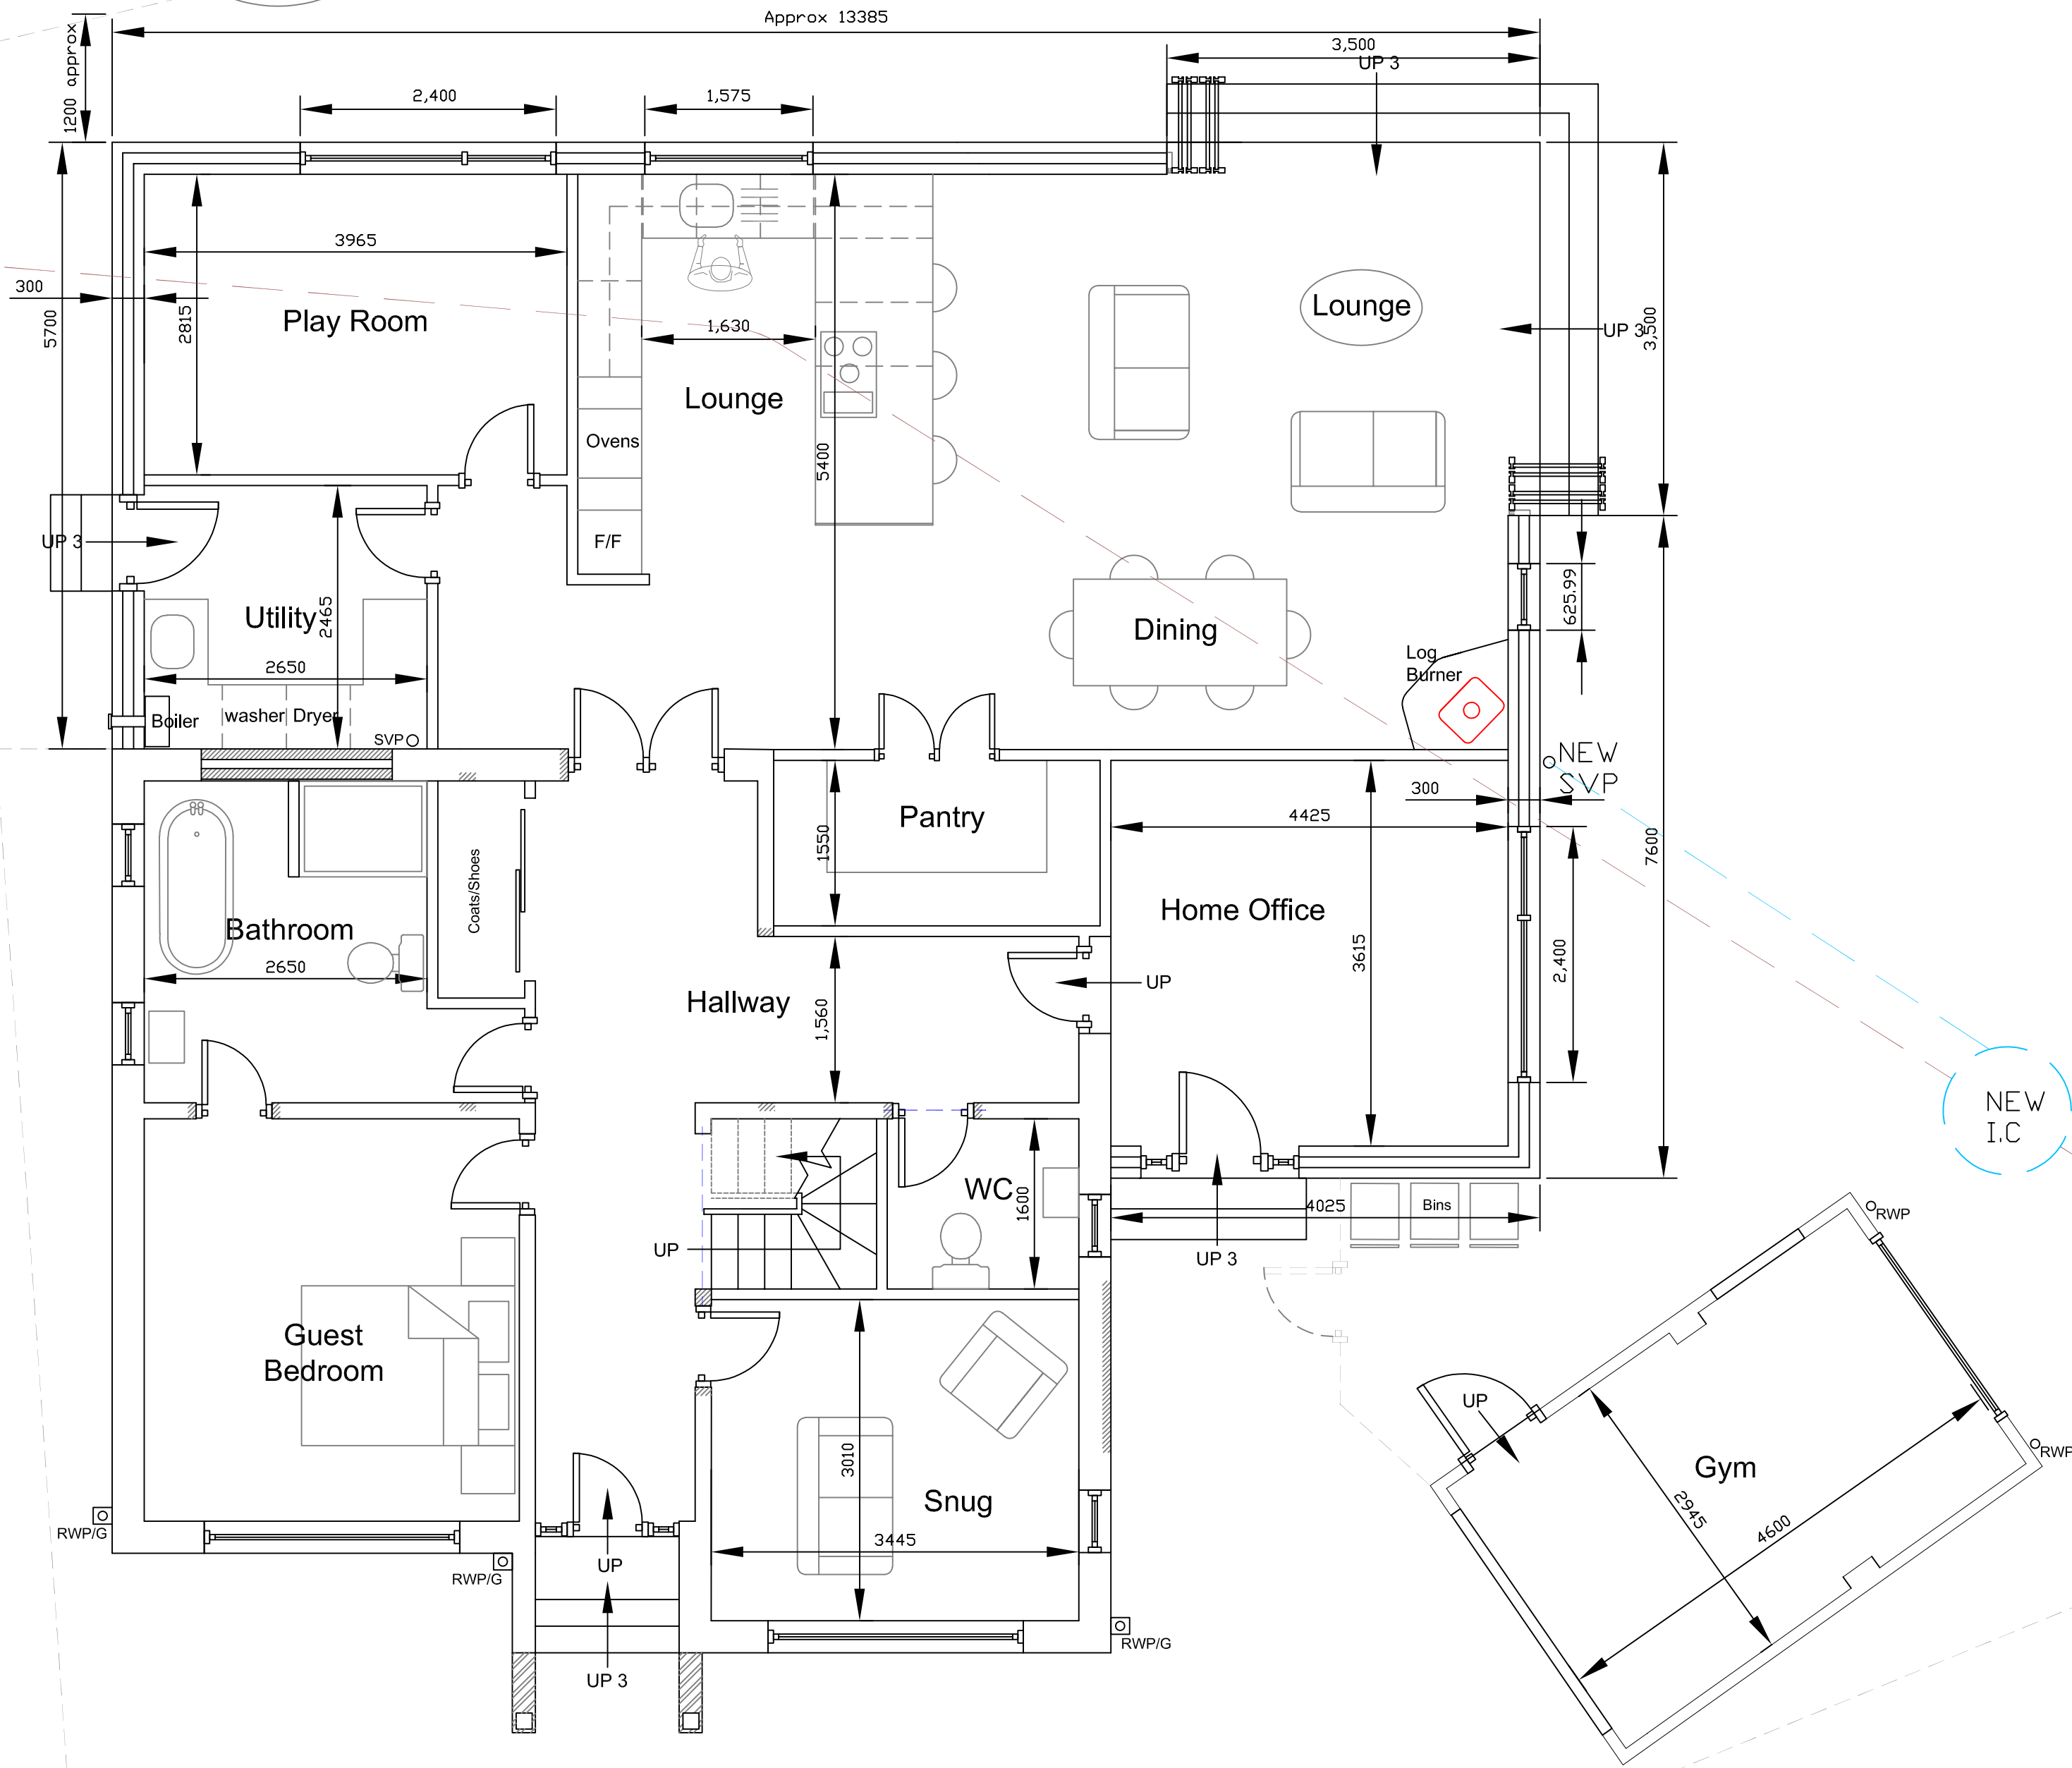 Approx 13385
1200 approx
3,500
UP 3
2,400
1,575
3965
300
5700
2815
Play Room
1,630
Lounge
Lounge
UP 3
3,500
Ovens
5400
F/F
UP 3
Utility
2465
2650
Boiler
washer
Dryer
SVP
Dining
625.99
Log
Burner
NEW
SVP
300
4425
7600
Pantry
1550
Coats/Shoes
Bathroom
2650
Home Office
3615
2,400
Hallway
1,560
UP
NEW
I.C
WC
1600
UP
4025
Bins
UP 3
RWP
Guest
Bedroom
3010
Snug
3445
UP
Gym
2945
4600
RWP
RWP/G
RWP/G
UP
UP 3
RWP/G